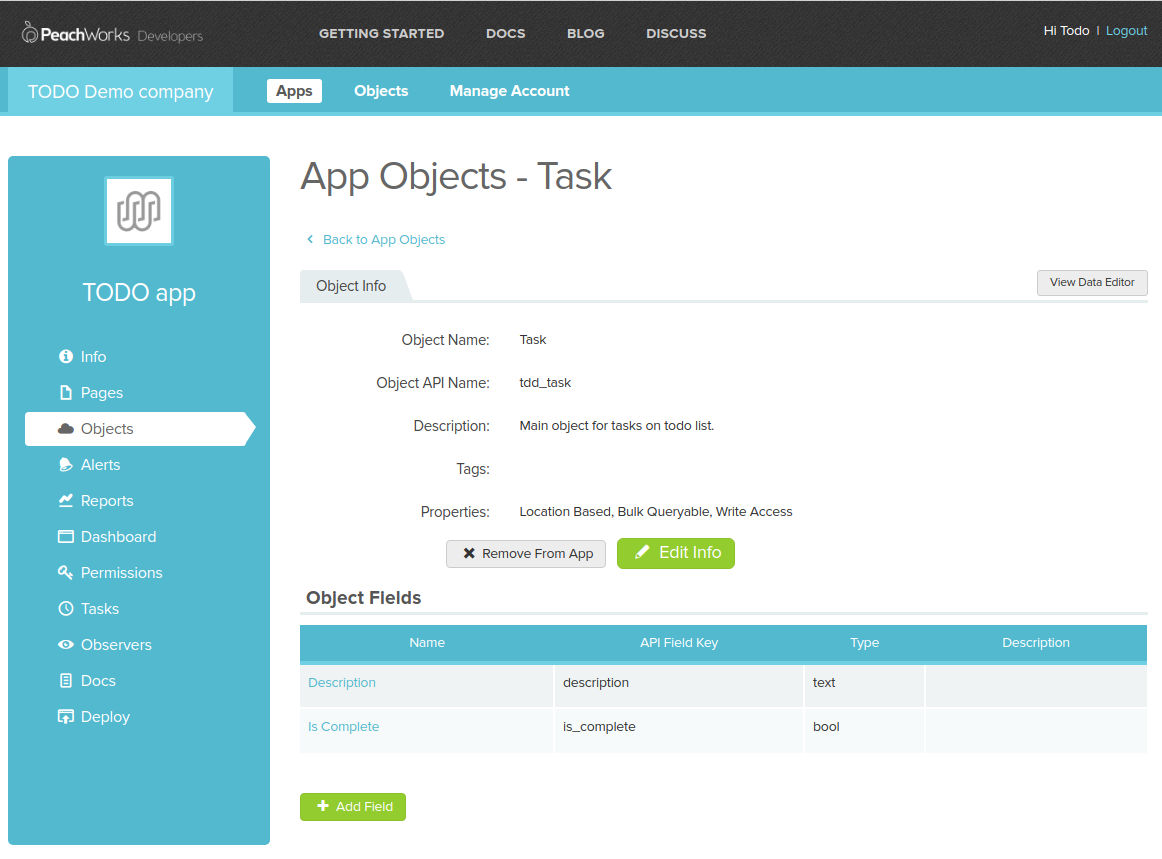 PeachWorks Developers
GETTING STARTED DOCS BLOG DISCUSS
Hi Todo | Logout
TODO Demo company
Apps Objects Manage Account
TODO app
Info
Pages
Objects
Alerts
Reports
Dashboard
Permissions
Tasks
Observers
Docs
Deploy
App Objects - Task
Back to App Objects
Object Info
View Data Editor
Object Name: Task
Object API Name: tdd_task
Description: Main object for tasks on todo list.
Tags:
Properties: Location Based, Bulk Queryable, Write Access
Remove From App
Edit Info
Object Fields
Name API Field Key Type Description
Description description text
Is Complete is_complete bool
Add Field